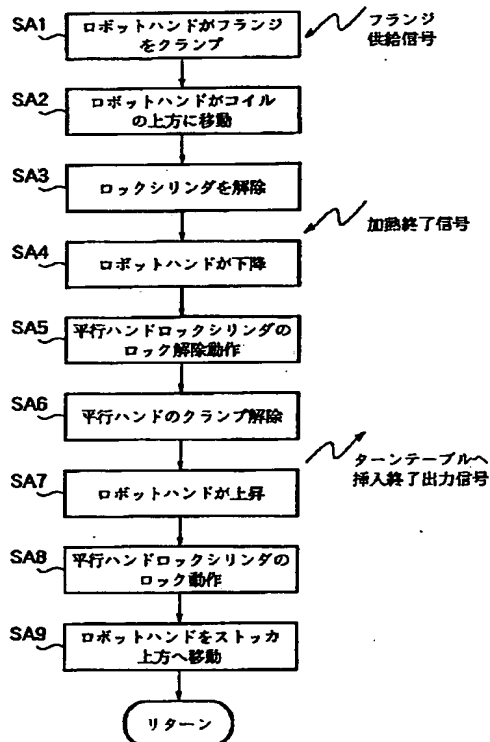 SA1
ロボットハンドがフランジ
をクランプ
フランジ
供給信号
SA2
ロボットハンドがコイル
の上方に移動
SA3
ロックシリンダを解除
加熱終了信号
SA4
ロボットハンドが下降
SA5
平行ハンドロックシリンダの
ロック解除動作
SA6
平行ハンドのクランプ解除
ターンテーブルへ
挿入終了出力信号
SA7
ロボットハンドが上昇
SA8
平行ハンドロックシリンダの
ロック動作
SA9
ロボットハンドをストッカ
上方へ移動
リターン